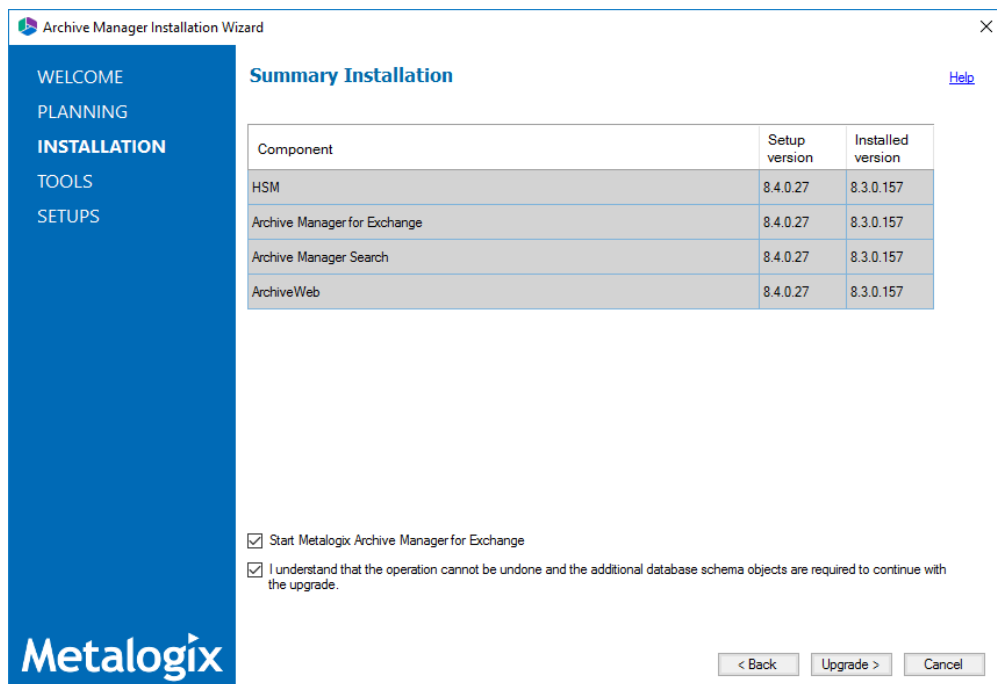 Archive Manager Installation Wizard
WELCOME
PLANNING
INSTALLATION
TOOLS
SETUPS
Summary Installation
Help
Component
Setup version
Installed version
HSM 8.4.0.27 8.3.0.157
Archive Manager for Exchange 8.4.0.27 8.3.0.157
Archive Manager Search 8.4.0.27 8.3.0.157
ArchiveWeb 8.4.0.27 8.3.0.157
Start Metalogix Archive Manager for Exchange
I understand that the operation cannot be undone and the additional database schema objects are required to continue with
the upgrade.
Metalogix
< Back
Upgrade >
Cancel